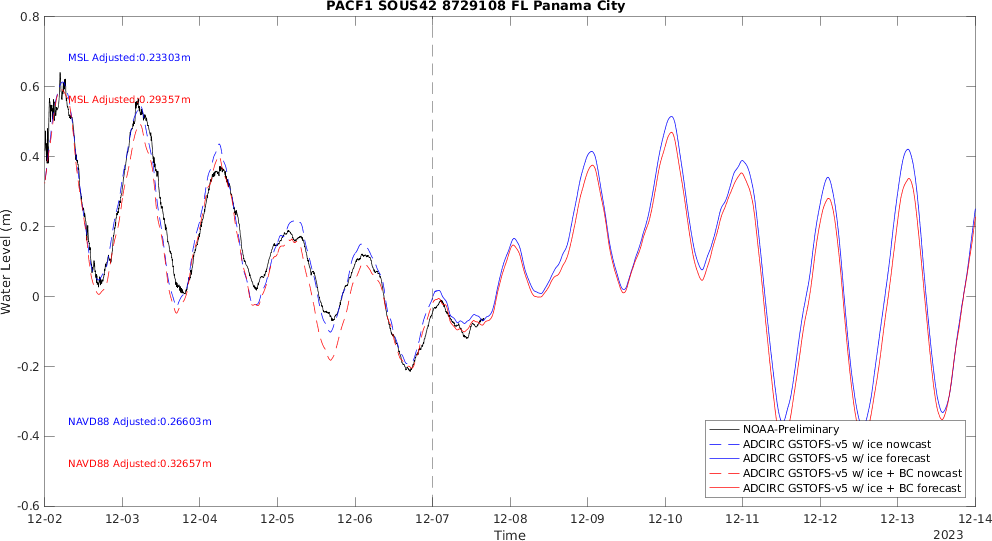 PACF1 SOUS42 8729108 FL Panama City
0.8
0.6
0.4
0.2
0
-0.2
-0.4
-0.6
Water Level (m)
MSL Adjusted:0.23303m
MSL Adjusted:0.29357m
NAVD88 Adjusted:0.26603m
NAVD88 Adjusted:0.32657m
NOAA-Preliminary
ADCIRC GSTOFS-v5 w/ ice nowcast
ADCIRC GSTOFS-v5 w/ ice forecast
ADCIRC GSTOFS-v5 w/ ice + BC nowcast
ADCIRC GSTOFS-v5 w/ ice + BC forecast
12-02 12-03 12-04 12-05 12-06 12-07 12-08 12-09 12-10 12-11 12-12 12-13 12-14
Time
2023